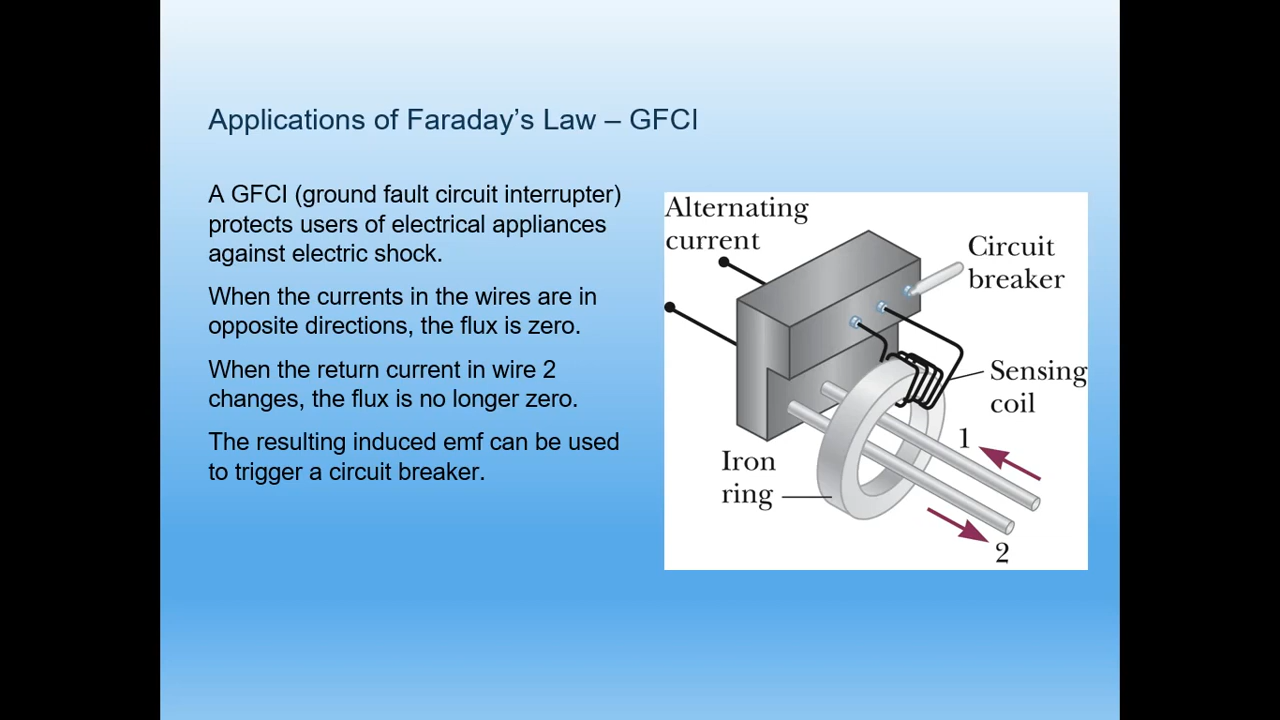 Applications of Faraday’s Law – GFCI
A GFCI (ground fault circuit interrupter)
protects users of electrical appliances
against electric shock.
When the currents in the wires are in
opposite directions, the flux is zero.
When the return current in wire 2
changes, the flux is no longer zero.
The resulting induced emf can be used
to trigger a circuit breaker.
Alternating
current
Circuit
breaker
Sensing
coil
1
Iron
ring
2